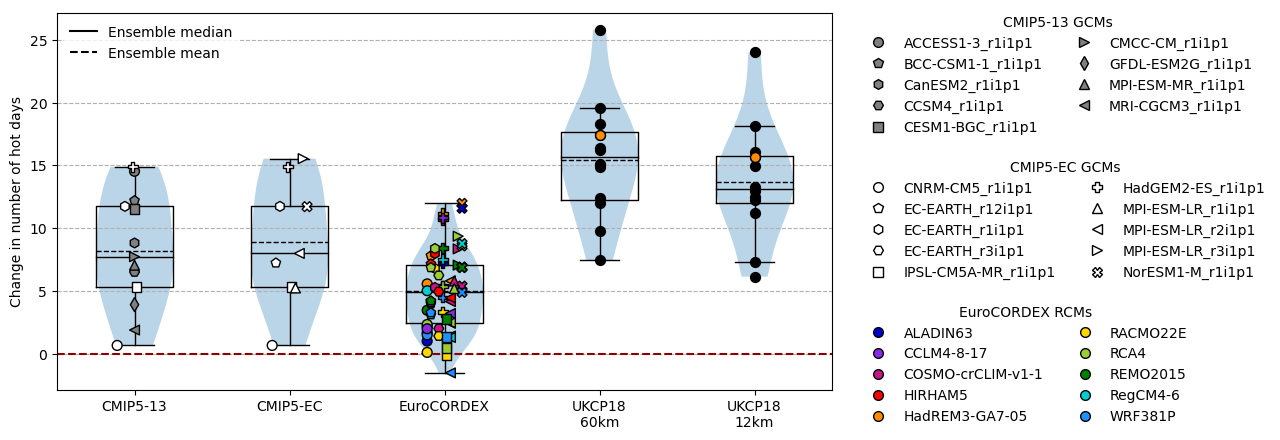 Ensemble median
Ensemble mean
Change in number of hot days
25
20
15
10
5
0
CMIP5-13
CMIP5-EC
EuroCORDEX
UKCP18
60km
UKCP18
12km
CMIP5-13 GCMs
ACCESS1-3_r1i1p1
BCC-CSM1-1_r1i1p1
CanESM2_r1i1p1
CCSM4_r1i1p1
CESM1-BGC_r1i1p1
CMCC-CM_r1i1p1
GFDL-ESM2G_r1i1p1
MPI-ESM-MR_r1i1p1
MRI-CGCM3_r1i1p1
CMIP5-EC GCMs
CNRM-CM5_r1i1p1
EC-EARTH_r12i1p1
EC-EARTH_r1i1p1
EC-EARTH_r3i1p1
IPSL-CM5A-MR_r1i1p1
HadGEM2-ES_r1i1p1
MPI-ESM-LR_r1i1p1
MPI-ESM-LR_r2i1p1
MPI-ESM-LR_r3i1p1
NorESM1-M_r1i1p1
EuroCORDEX RCMs
ALADIN63
CCLM4-8-17
COSMO-crCLIM-v1-1
HIRHAM5
HadREM3-GA7-05
RACMO22E
RCA4
REMO2015
RegCM4-6
WRF381P